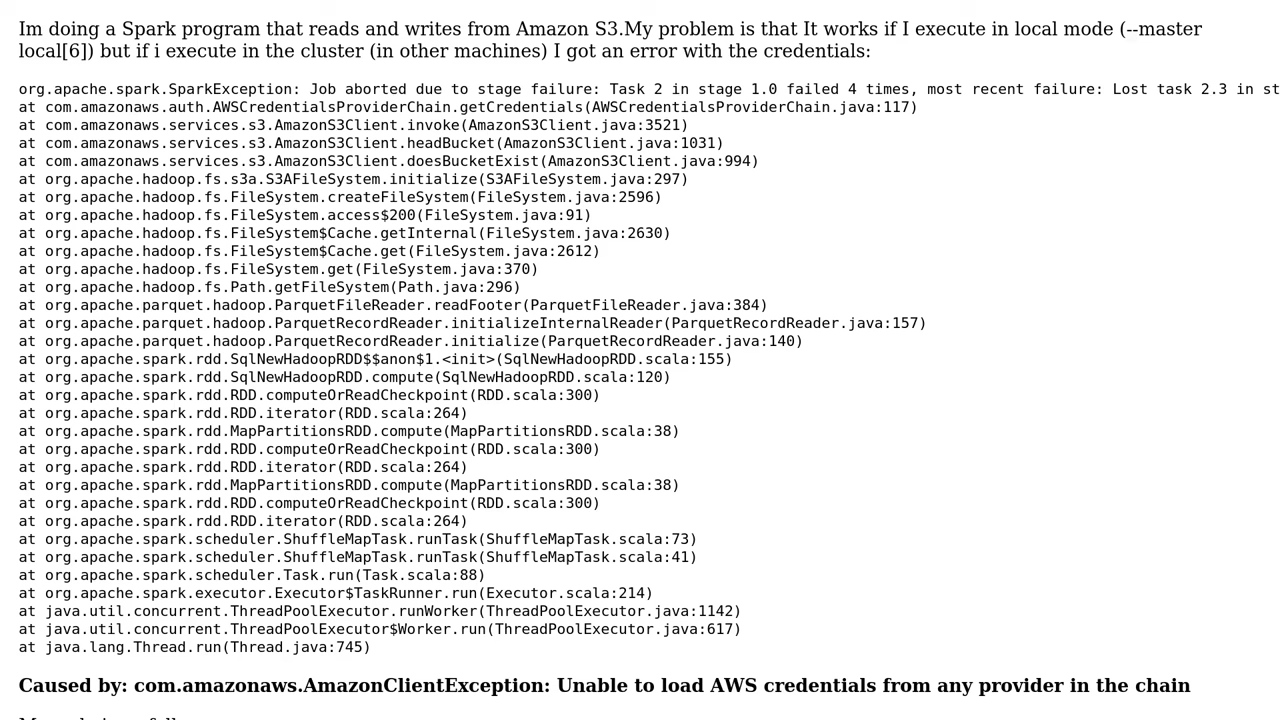 Im doing a Spark program that reads and writes from Amazon S3.My problem is that It works if I execute in local mode (--master
local[6]) but if i execute in the cluster (in other machines) I got an error with the credentials:
org.apache.spark.SparkException: Job aborted due to stage failure: Task 2 in stage 1.0 failed 4 times, most recent failure: Lost task 2.3 in st
at com.amazonaws.auth.AWSCredentialsProviderChain.getCredentials(AWSCredentialsProviderChain.java:117)
at com.amazonaws.services.s3.AmazonS3Client.invoke(AmazonS3Client.java:3521)
at com.amazonaws.services.s3.AmazonS3Client.headBucket(AmazonS3Client.java:1031)
at com.amazonaws.services.s3.AmazonS3Client.doesBucketExist(AmazonS3Client.java:994)
at org.apache.hadoop.fs.s3a.S3AFileSystem.initialize(S3AFileSystem.java:297)
at org.apache.hadoop.fs.FileSystem.createFileSystem(FileSystem.java:2596)
at org.apache.hadoop.fs.FileSystem.access$200(FileSystem.java:91)
at org.apache.hadoop.fs.FileSystem$Cache.getInternal(FileSystem.java:2630)
at org.apache.hadoop.fs.FileSystem$Cache.get(FileSystem.java:2612)
at org.apache.hadoop.fs.FileSystem.get(FileSystem.java:370)
at org.apache.hadoop.fs.Path.getFileSystem(Path.java:296)
at org.apache.parquet.hadoop.ParquetFileReader.readFooter(ParquetFileReader.java:384)
at org.apache.parquet.hadoop.ParquetRecordReader.initializeInternalReader(ParquetRecordReader.java:157)
at org.apache.parquet.hadoop.ParquetRecordReader.initialize(ParquetRecordReader.java:140)
at org.apache.spark.rdd.SqlNewHadoopRDD$$anon$1.<init>(SqlNewHadoopRDD.scala:155)
at org.apache.spark.rdd.SqlNewHadoopRDD.compute(SqlNewHadoopRDD.scala:120)
at org.apache.spark.rdd.RDD.computeOrReadCheckpoint(RDD.scala:300)
at org.apache.spark.rdd.RDD.iterator(RDD.scala:264)
at org.apache.spark.rdd.MapPartitionsRDD.compute(MapPartitionsRDD.scala:38)
at org.apache.spark.rdd.RDD.computeOrReadCheckpoint(RDD.scala:300)
at org.apache.spark.rdd.RDD.iterator(RDD.scala:264)
at org.apache.spark.rdd.MapPartitionsRDD.compute(MapPartitionsRDD.scala:38)
at org.apache.spark.rdd.RDD.computeOrReadCheckpoint(RDD.scala:300)
at org.apache.spark.rdd.RDD.iterator(RDD.scala:264)
at org.apache.spark.scheduler.ShuffleMapTask.runTask(ShuffleMapTask.scala:73)
at org.apache.spark.scheduler.ShuffleMapTask.runTask(ShuffleMapTask.scala:41)
at org.apache.spark.scheduler.Task.run(Task.scala:88)
at org.apache.spark.executor.Executor$TaskRunner.run(Executor.scala:214)
at java.util.concurrent.ThreadPoolExecutor.runWorker(ThreadPoolExecutor.java:1142)
at java.util.concurrent.ThreadPoolExecutor$Worker.run(ThreadPoolExecutor.java:617)
at java.lang.Thread.run(Thread.java:745)
Caused by: com.amazonaws.AmazonClientException: Unable to load AWS credentials from any provider in the chain